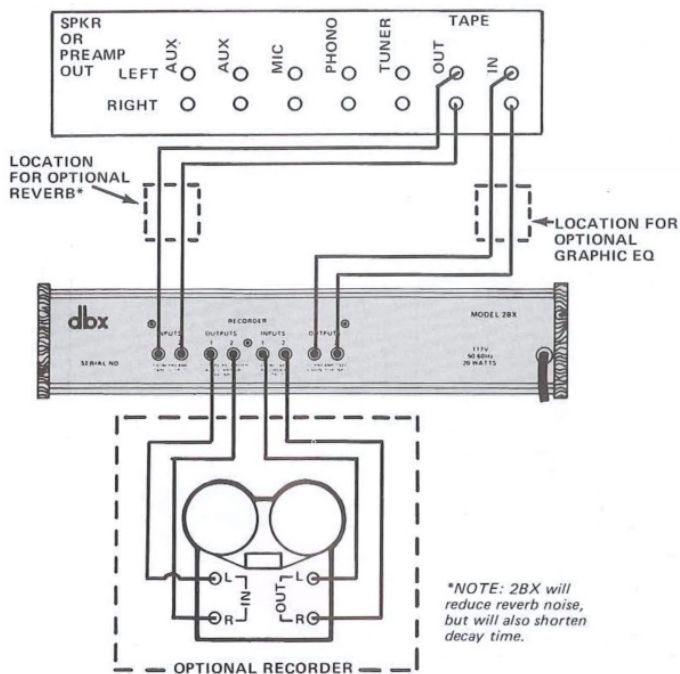 SPKR
OR
PREAMP
OUT
TAPE
AUX
AUX
MIC
PHONO
TUNER
OUT
IN
LEFT
RIGHT
LOCATION
FOR OPTIONAL
REVERB*
LOCATION FOR
OPTIONAL
GRAPHIC EQ
dbx
RECORDER
MODEL 2BX
INPUTS
OUTPUTS
INPUTS
OUTPUTS
1 2 1 2
SERIAL NO
117V
50 60Hz
20 WATTS
L
IN
R
L
OUT
R
*NOTE: 2BX will
reduce reverb noise,
but will also shorten
decay time.
OPTIONAL RECORDER